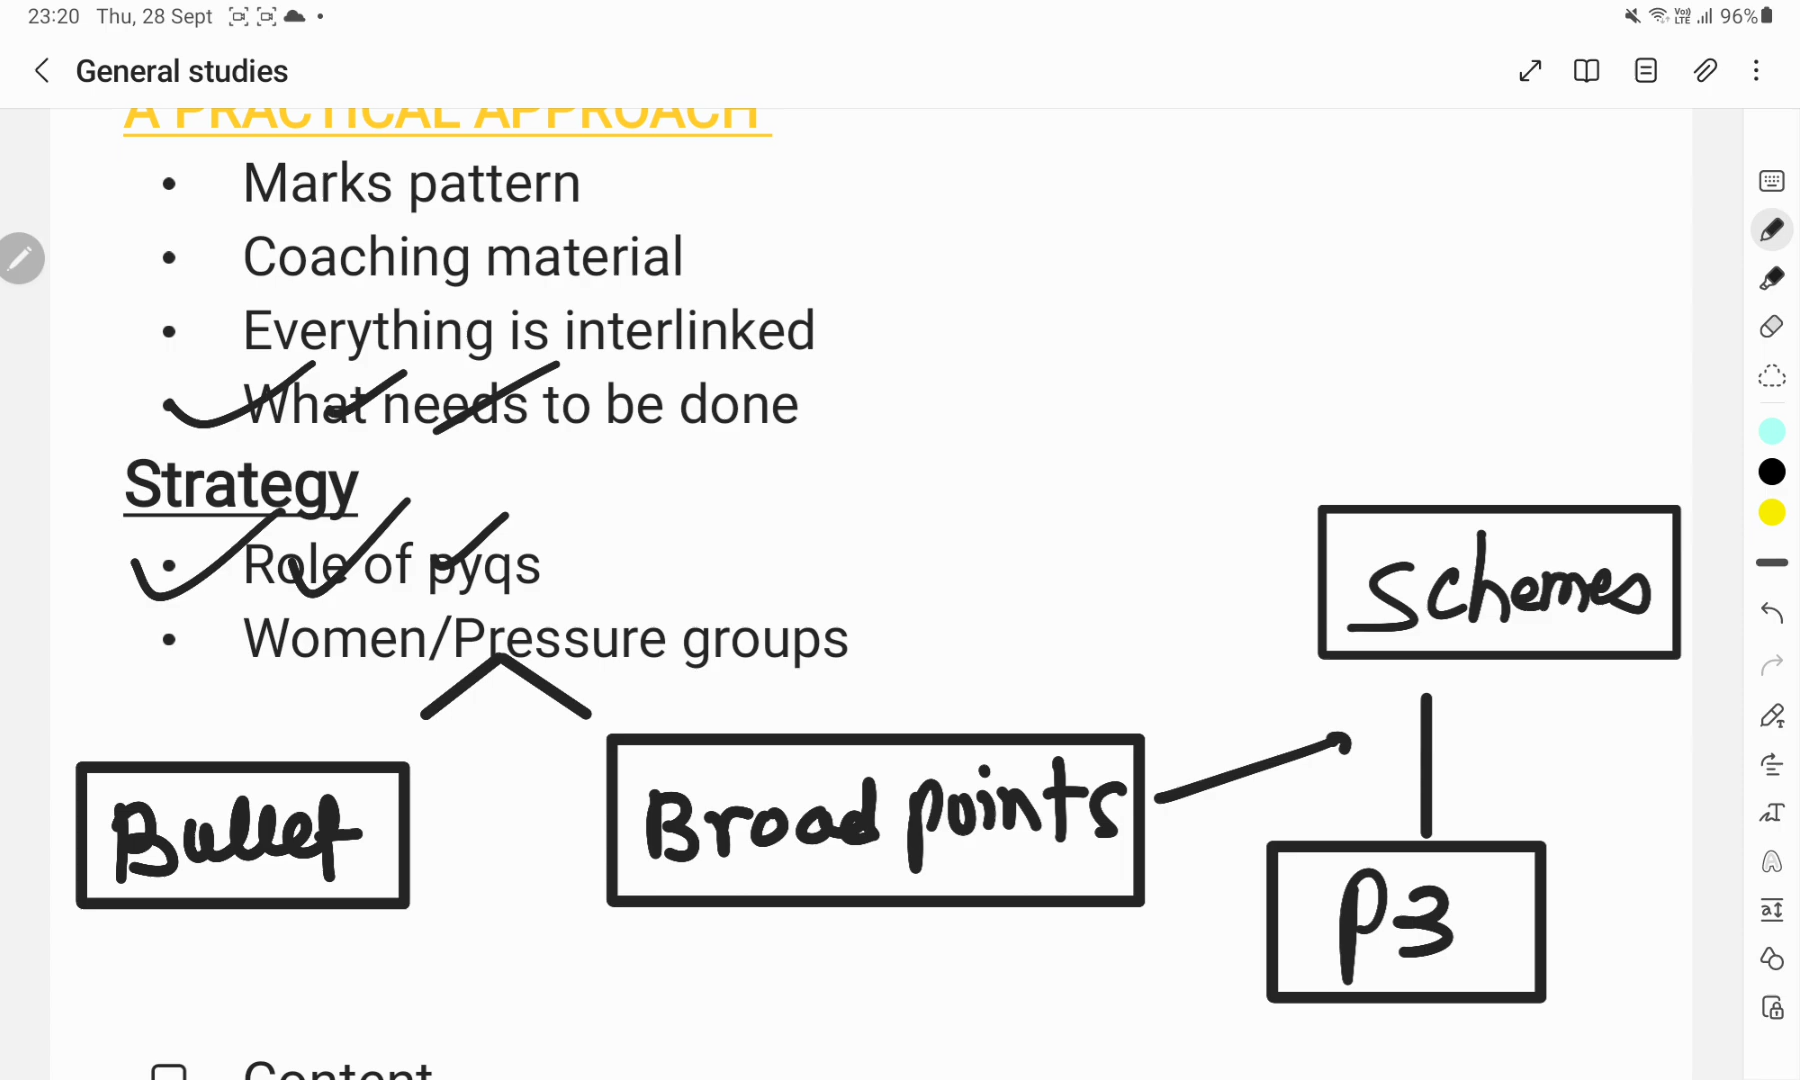 23:20 Thu, 28 Sept
96%
General studies
A PRACTICAL APPROACH
• Marks pattern
• Coaching material
• Everything is interlinked
• What needs to be done
Strategy
• Role of pyqs
• Women/Pressure groups
Schemes
Bullet
Broad points
P3
Content